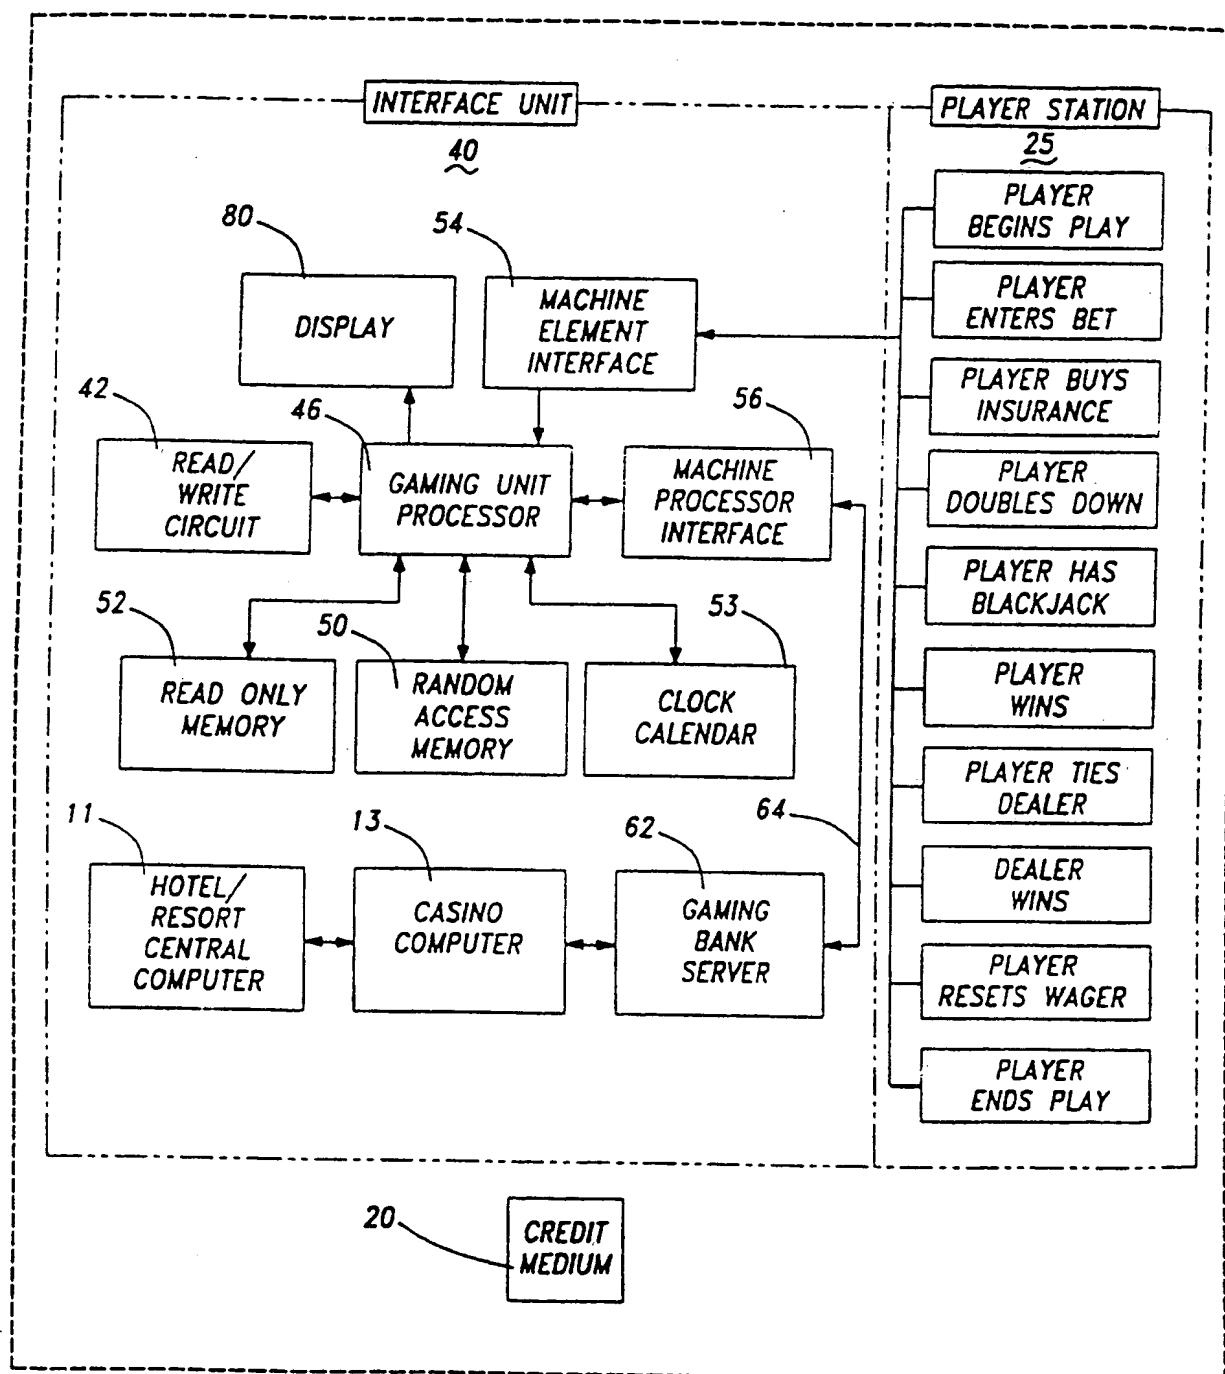 INTERFACE UNIT
40
PLAYER STATION
25
80
DISPLAY
54
MACHINE
ELEMENT
INTERFACE
42
READ/
WRITE
CIRCUIT
46
GAMING UNIT
PROCESSOR
56
MACHINE
PROCESSOR
INTERFACE
52
READ ONLY
MEMORY
50
RANDOM
ACCESS
MEMORY
53
CLOCK
CALENDAR
11
HOTEL/
RESORT
CENTRAL
COMPUTER
13
CASINO
COMPUTER
62
GAMING
BANK
SERVER
64
PLAYER
BEGINS PLAY
PLAYER
ENTERS BET
PLAYER BUYS
INSURANCE
PLAYER
DOUBLES DOWN
PLAYER HAS
BLACKJACK
PLAYER
WINS
PLAYER TIES
DEALER
DEALER
WINS
PLAYER
RESETS WAGER
PLAYER
ENDS PLAY
20
CREDIT
MEDIUM